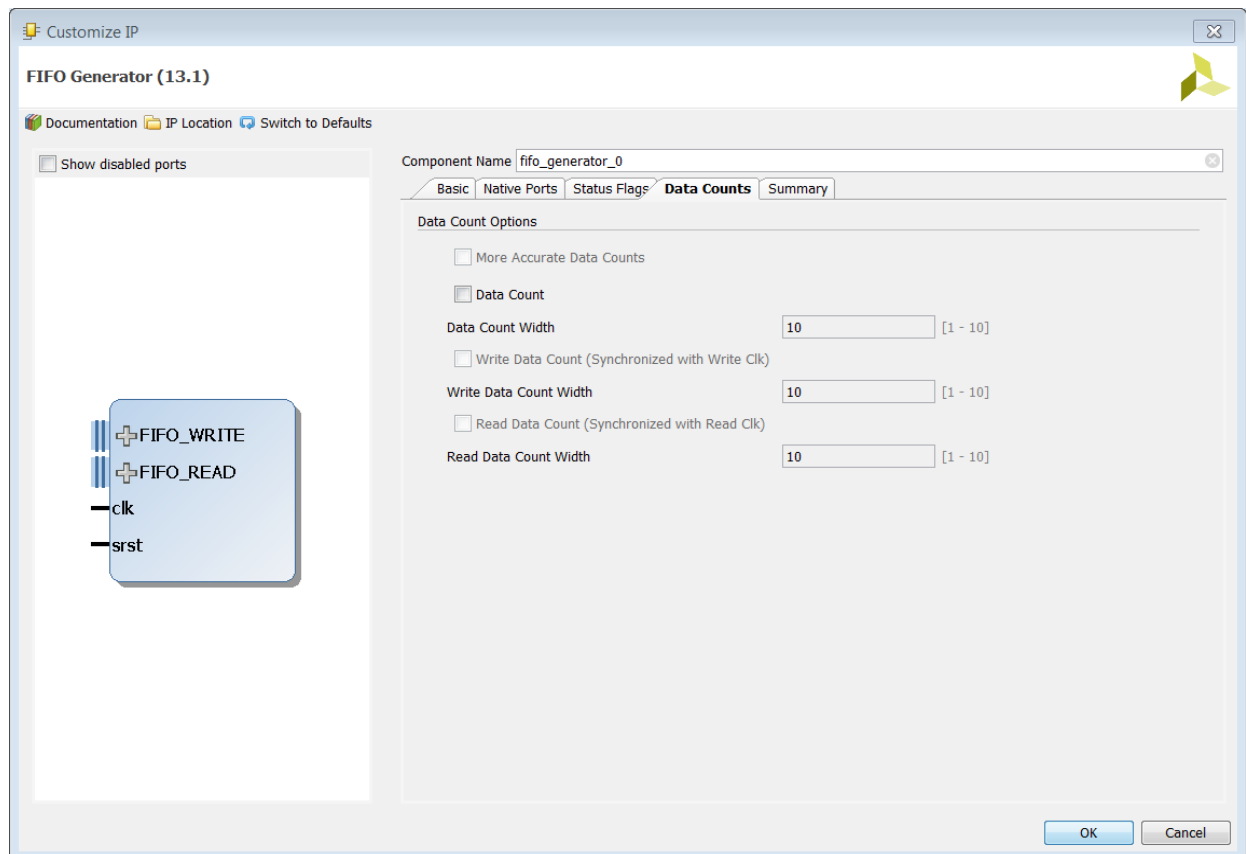 Customize IP
FIFO Generator (13.1)
Documentation IP Location Switch to Defaults
Show disabled ports
Component Name fifo_generator_0
Basic Native Ports Status Flags Data Counts Summary
Data Count Options
More Accurate Data Counts
Data Count
Data Count Width 10 [1 - 10]
Write Data Count (Synchronized with Write Clk)
Write Data Count Width 10 [1 - 10]
Read Data Count (Synchronized with Read Clk)
Read Data Count Width 10 [1 - 10]
FIFO_WRITE
FIFO_READ
clk
srst
OK Cancel